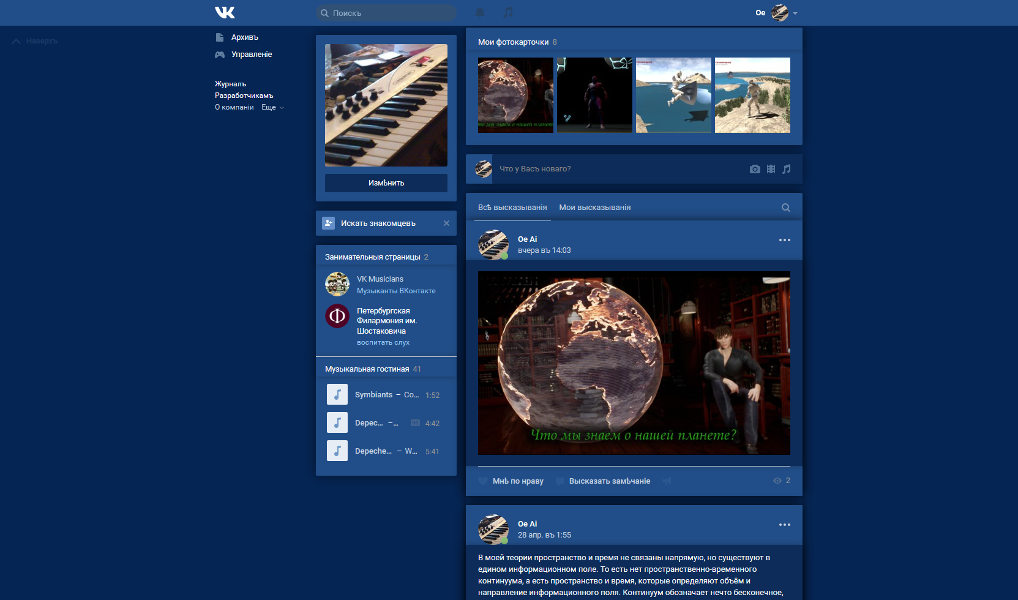 Поискъ
Ое
Наверхъ
Архивъ
Управленіе
Журналъ
Разработчикамъ
О компани Еще
Измѣнить
Искать знакомцевъ
Занимательныя страницы 2
VK Musicians
Музыканты ВКонтакте
Петербургская
Филармония им.
Шостаковича
воспитать слух
Музыкальная гостиная 41
Symbiants – Co... 1:52
Depec... –... 4:42
Depeche... – W... 5:41
Мои фотокарточки 8
Что у Васъ новаго?
Всѣ высказыванія Мои высказыванія
Oe Ai
вчера въ 14:03
Что мы знаем о нашей планете?
Мнѣ по нраву Высказать замѣчаніе 2
Oe Ai
28 апр. въ 1:55
В моей теории пространство и время не связаны напрямую, но существуют в
едином информационном поле. То есть нет пространственно-временного
континуума, а есть пространство и время, которые определяют объём и
направление информационного поля. Континуум обозначает нечто бесконечное,